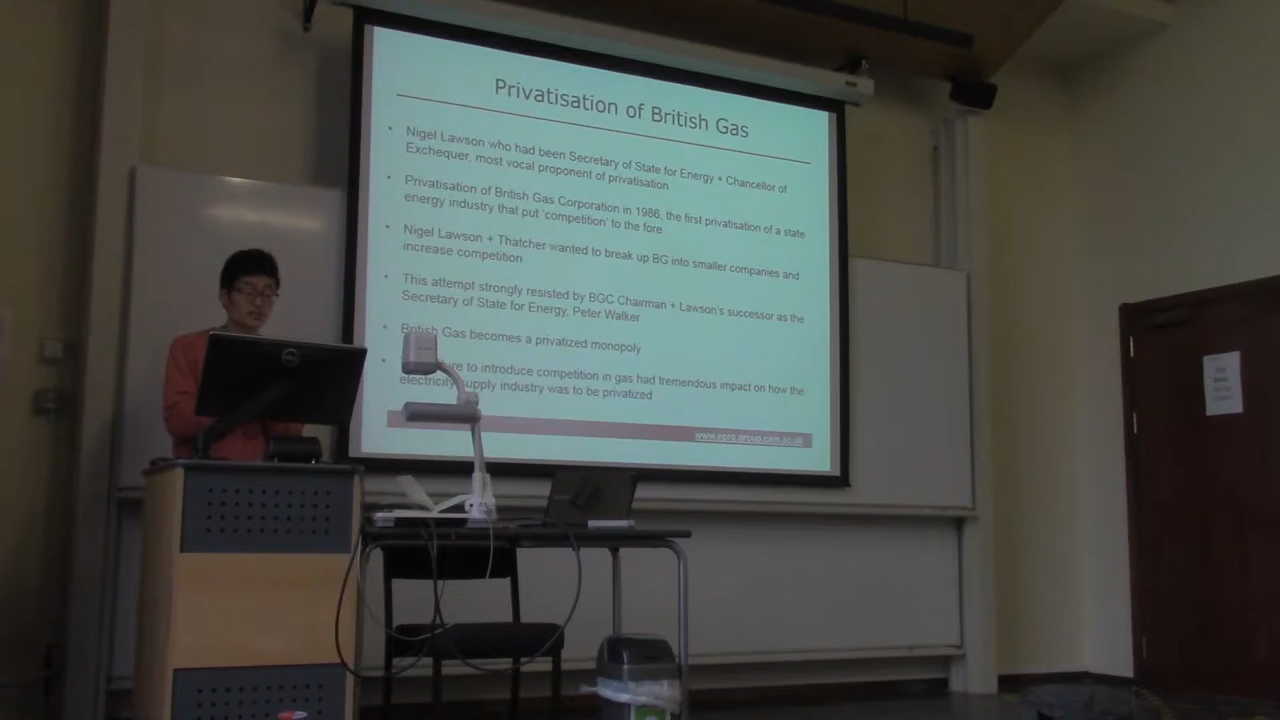 Privatisation of British Gas
• Nigel Lawson who had been Secretary of State for Energy + Chancellor of
Exchequer, most vocal proponent of privatisation
• Privatisation of British Gas Corporation in 1986, the first privatisation of a state
energy industry that put 'competition' to the fore
• Nigel Lawson + Thatcher wanted to break up BG into smaller companies and
increase competition
• This attempt strongly resisted by BGC Chairman + Lawson's successor as the
Secretary of State for Energy, Peter Walker
• British Gas becomes a privatized monopoly
• to introduce competition in gas had tremendous impact on how the
electricity supply industry was to be privatized
www.eprg.group.cam.ac.uk
DELL